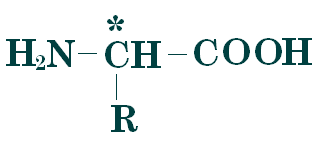 *
H₂N–CH–COOH
|
R